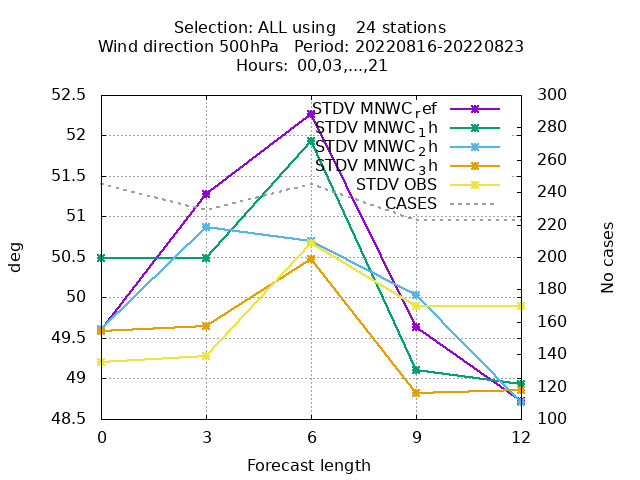 Selection: ALL using    24 stations
Wind direction 500hPa   Period: 20220816-20220823
Hours: 00,03,...,21
52.5
52
51.5
51
50.5
50
49.5
49
48.5
deg
STDV MNWC_ref
STDV MNWC_1h
STDV MNWC_2h
STDV MNWC_3h
STDV OBS
CASES
300
280
260
240
220
200
180
160
140
120
100
No cases
0 3 6 9 12
Forecast length